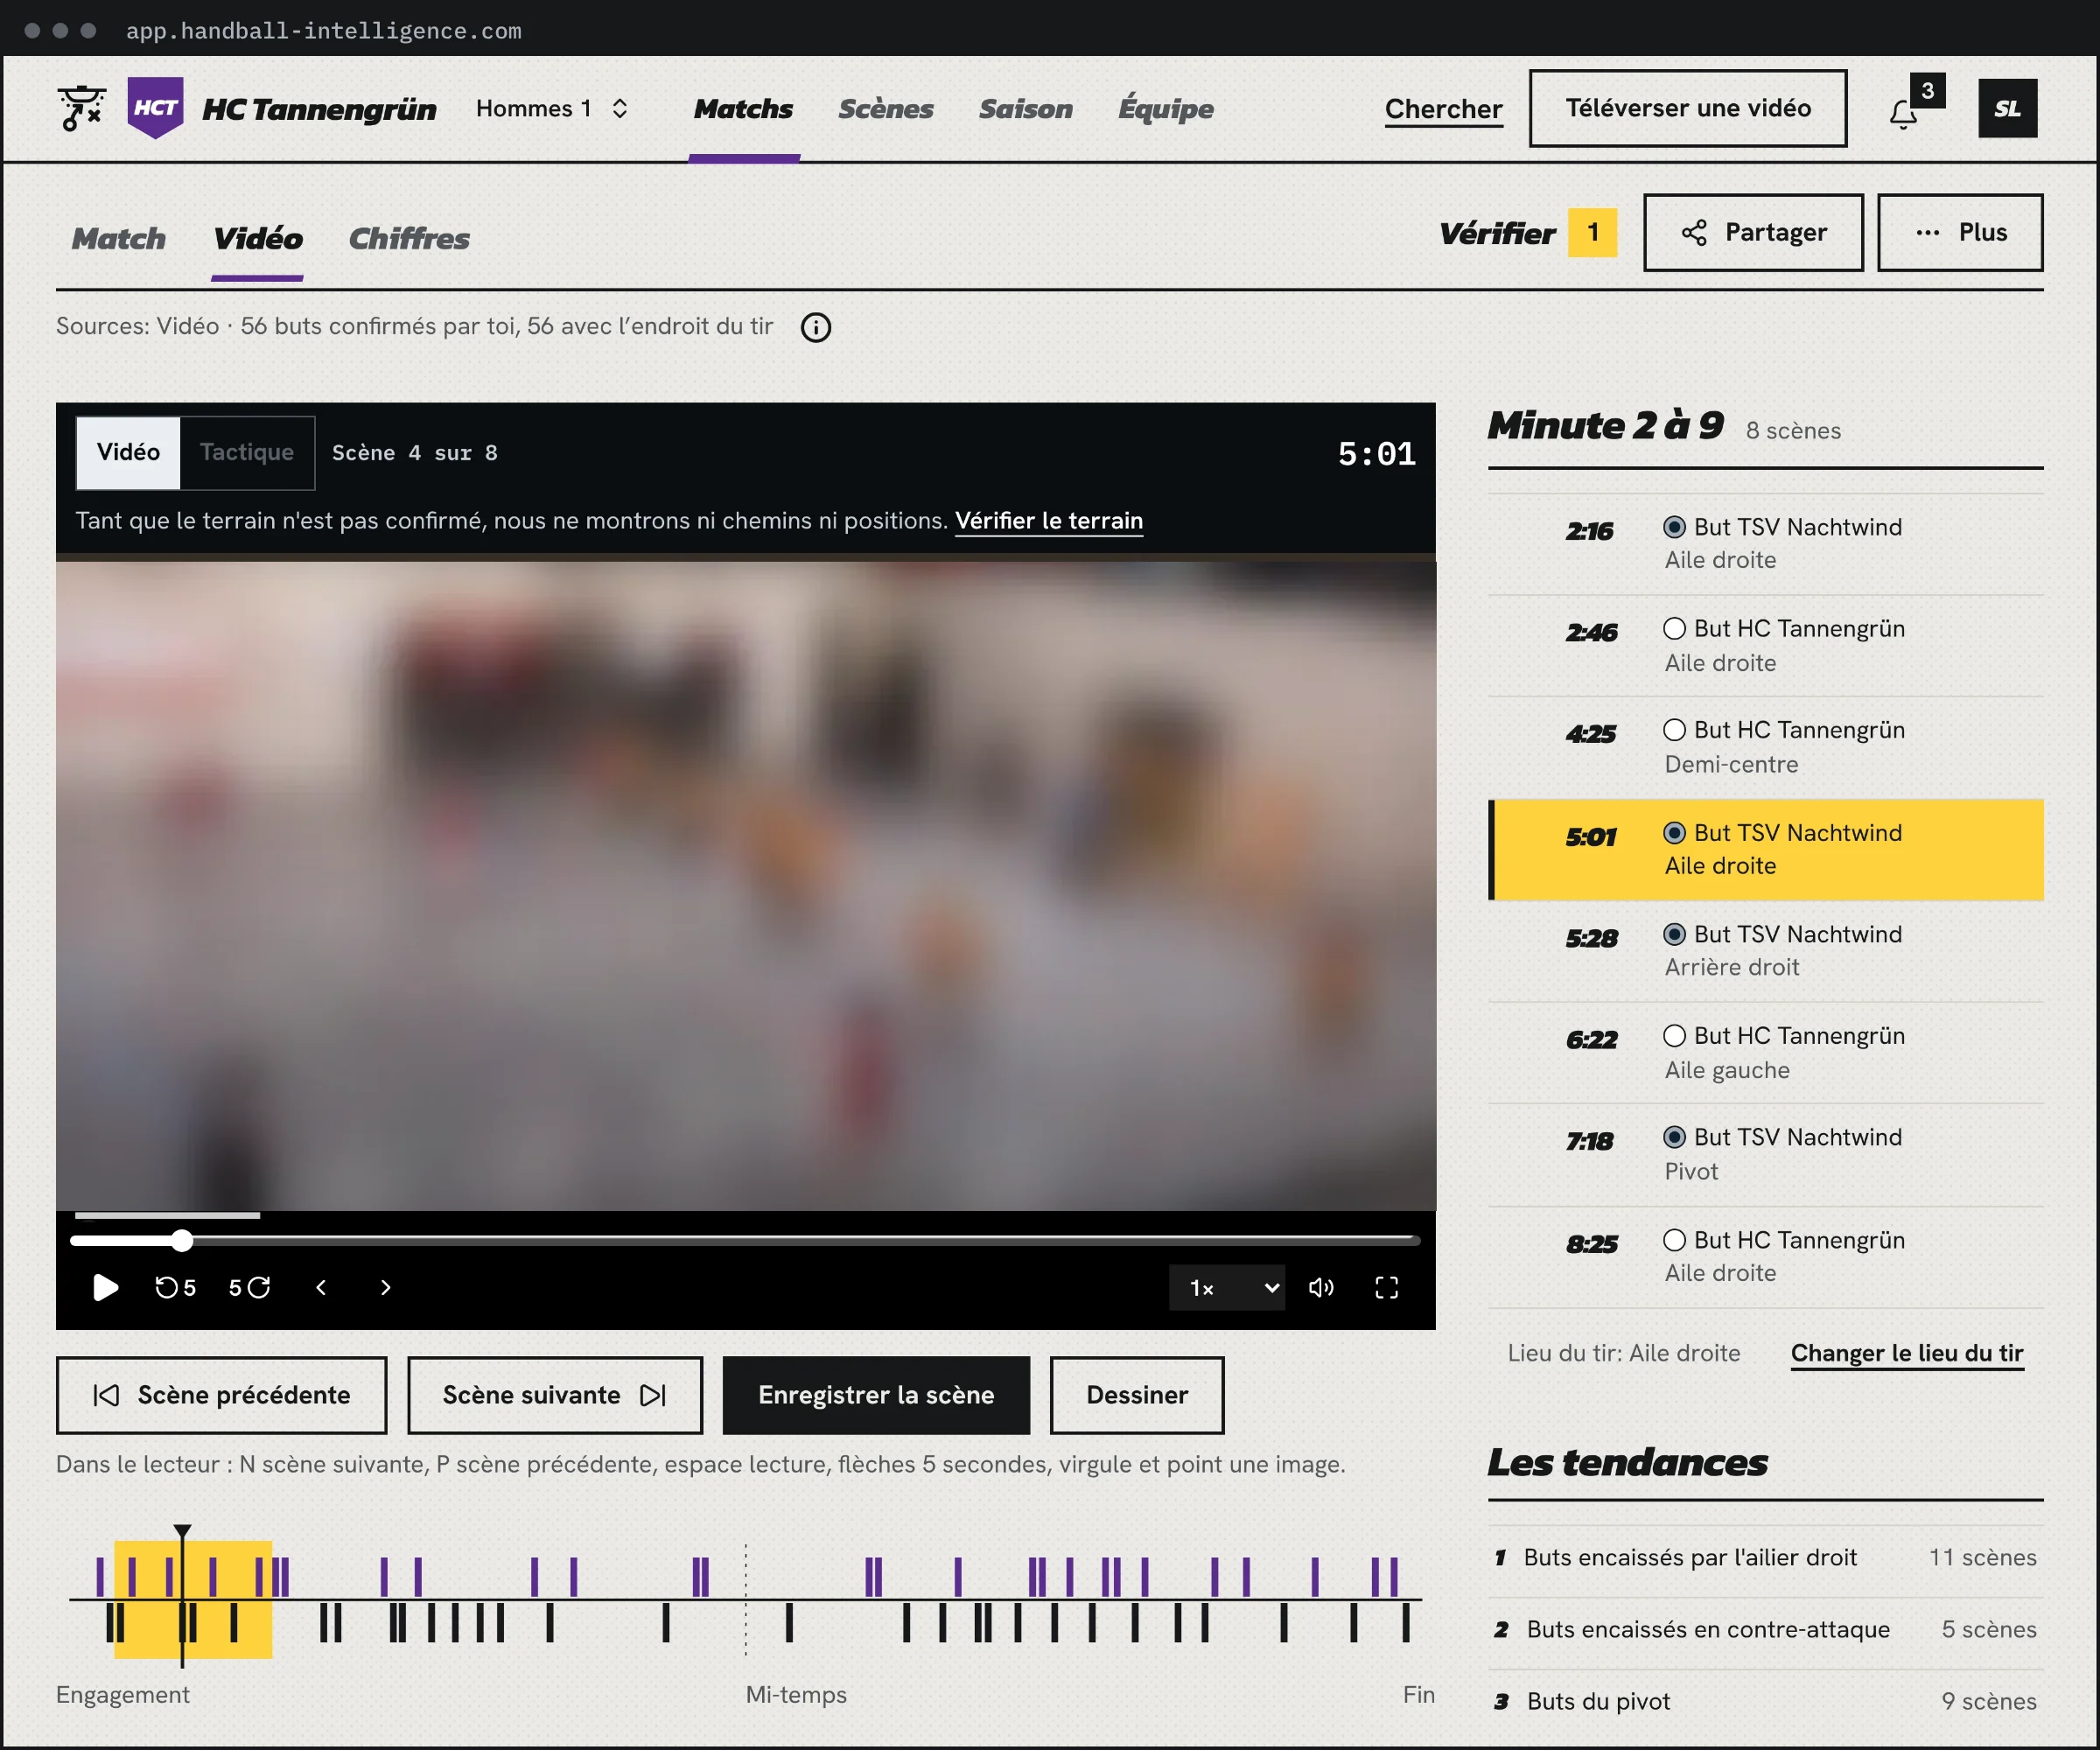 app.handball-intelligence.com
HCT HC Tannengrün Hommes 1 Matchs Scènes Saison Équipe Chercher Téléverser une vidéo 3 SL
Match Vidéo Chiffres Vérifier 1 Partager Plus
Sources: Vidéo · 56 buts confirmés par toi, 56 avec l’endroit du tir
Vidéo Tactique Scène 4 sur 8 5:01
Tant que le terrain n'est pas confirmé, nous ne montrons ni chemins ni positions. Vérifier le terrain
5 5 1×
Scène précédente Scène suivante Enregistrer la scène Dessiner
Dans le lecteur : N scène suivante, P scène précédente, espace lecture, flèches 5 secondes, virgule et point une image.
Engagement Mi-temps Fin
Minute 2 à 9 8 scènes
2:16 But TSV Nachtwind
Aile droite
2:46 But HC Tannengrün
Aile droite
4:25 But HC Tannengrün
Demi-centre
5:01 But TSV Nachtwind
Aile droite
5:28 But TSV Nachtwind
Arrière droit
6:22 But HC Tannengrün
Aile gauche
7:18 But TSV Nachtwind
Pivot
8:25 But HC Tannengrün
Aile droite
Lieu du tir: Aile droite Changer le lieu du tir
Les tendances
1 Buts encaissés par l'ailier droit 11 scènes
2 Buts encaissés en contre-attaque 5 scènes
3 Buts du pivot 9 scènes